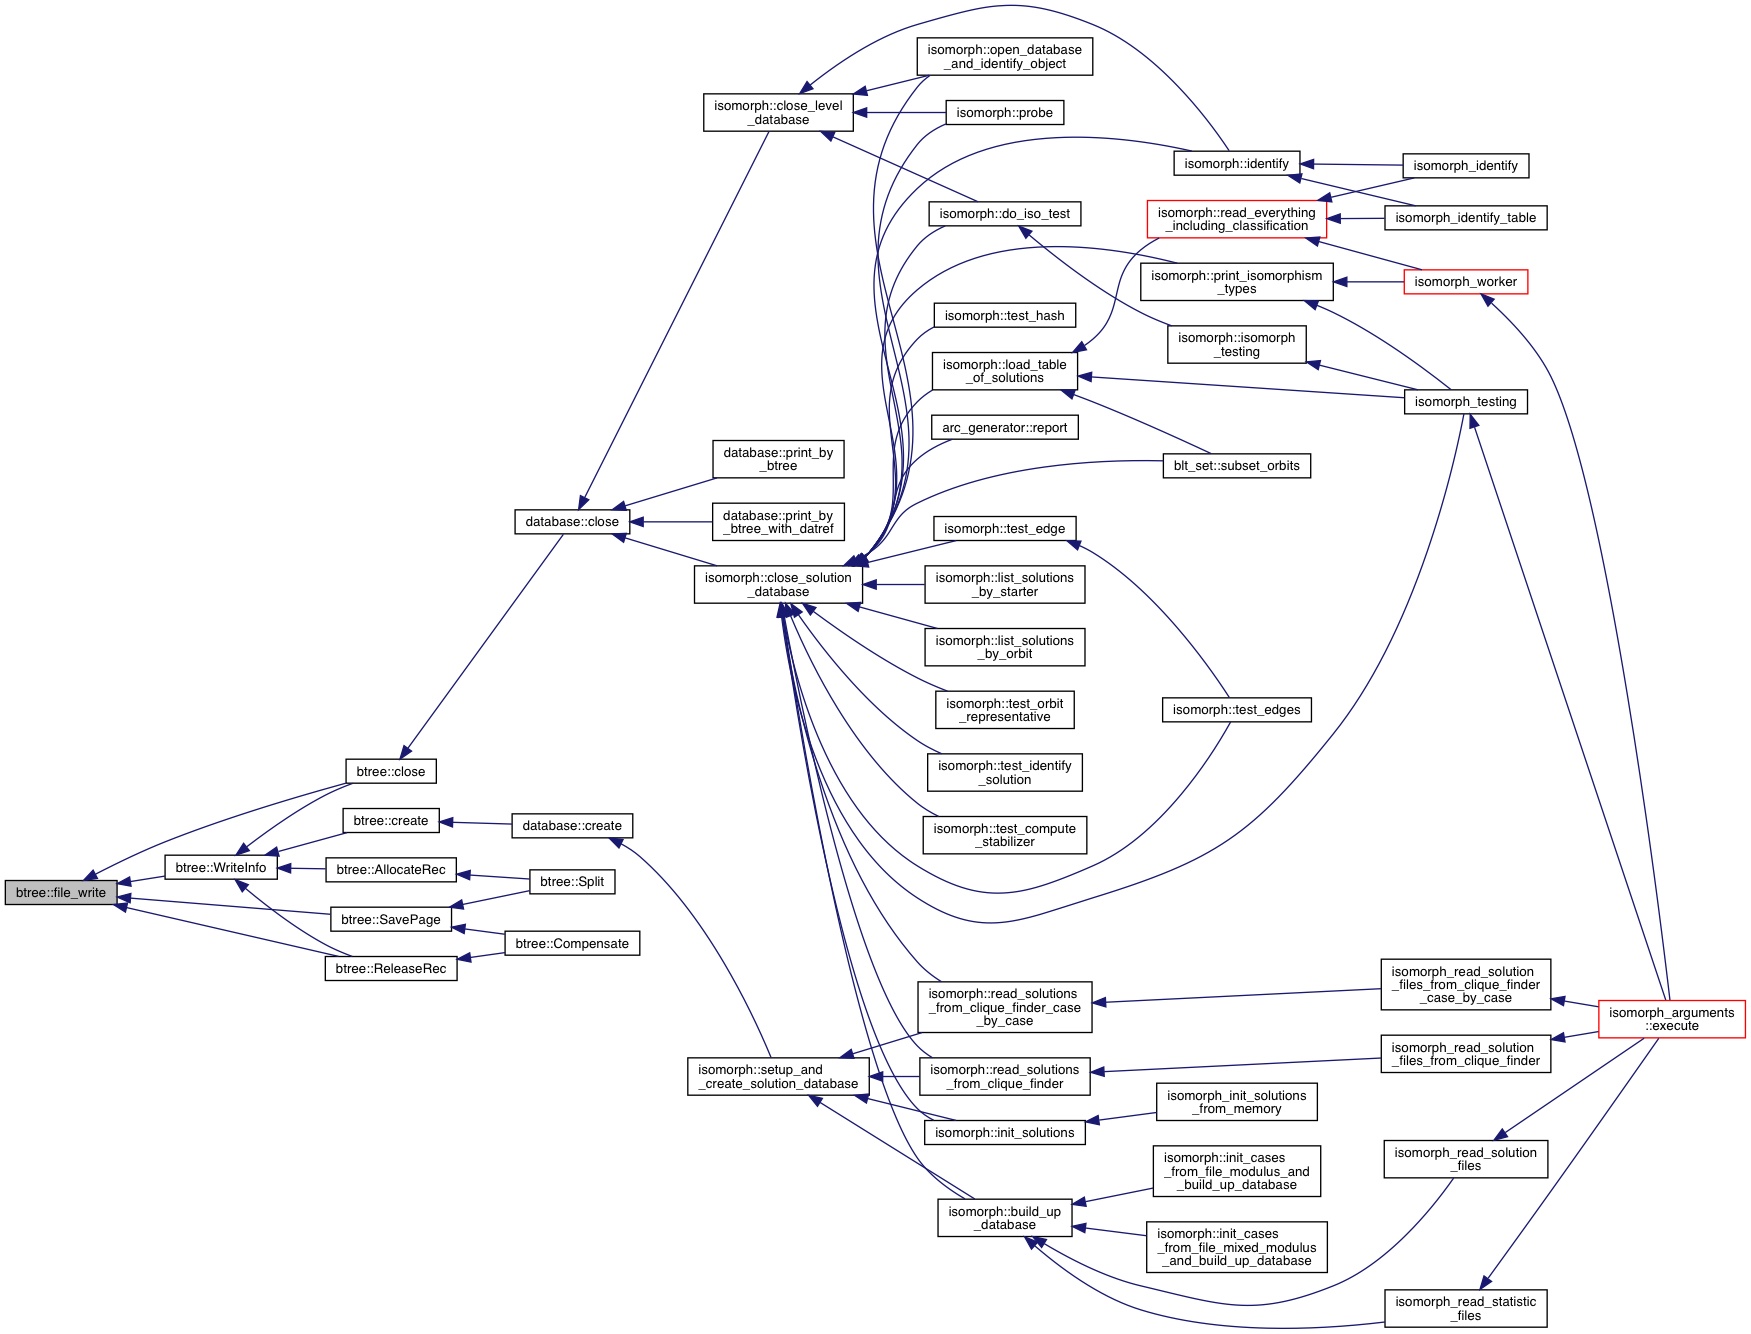 btree::file_write
btree::close
btree::WriteInfo
btree::SavePage
btree::ReleaseRec
btree::create
btree::AllocateRec
database::close
database::create
btree::Split
btree::Compensate
isomorph::close_level
_database
database::print_by
_btree
database::print_by
_btree_with_datref
isomorph::close_solution
_database
isomorph::setup_and
_create_solution_database
isomorph::open_database
_and_identify_object
isomorph::probe
isomorph::do_iso_test
isomorph::test_hash
isomorph::load_table
_of_solutions
arc_generator::report
isomorph::test_edge
isomorph::list_solutions
_by_starter
isomorph::list_solutions
_by_orbit
isomorph::test_orbit
_representative
isomorph::test_identify
_solution
isomorph::test_compute
_stabilizer
isomorph::read_solutions
_from_clique_finder_case
_by_case
isomorph::read_solutions
_from_clique_finder
isomorph::init_solutions
isomorph::build_up
_database
isomorph::identify
isomorph::read_everything
_including_classification
isomorph::print_isomorphism
_types
isomorph::isomorph
_testing
blt_set::subset_orbits
isomorph::test_edges
isomorph_init_solutions
_from_memory
isomorph::init_cases
_from_file_modulus_and
_build_up_database
isomorph::init_cases
_from_file_mixed_modulus
_and_build_up_database
isomorph_identify
isomorph_identify_table
isomorph_worker
isomorph_testing
isomorph_read_solution
_files_from_clique_finder
_case_by_case
isomorph_read_solution
_files_from_clique_finder
isomorph_read_solution
_files
isomorph_read_statistic
_files
isomorph_arguments
::execute